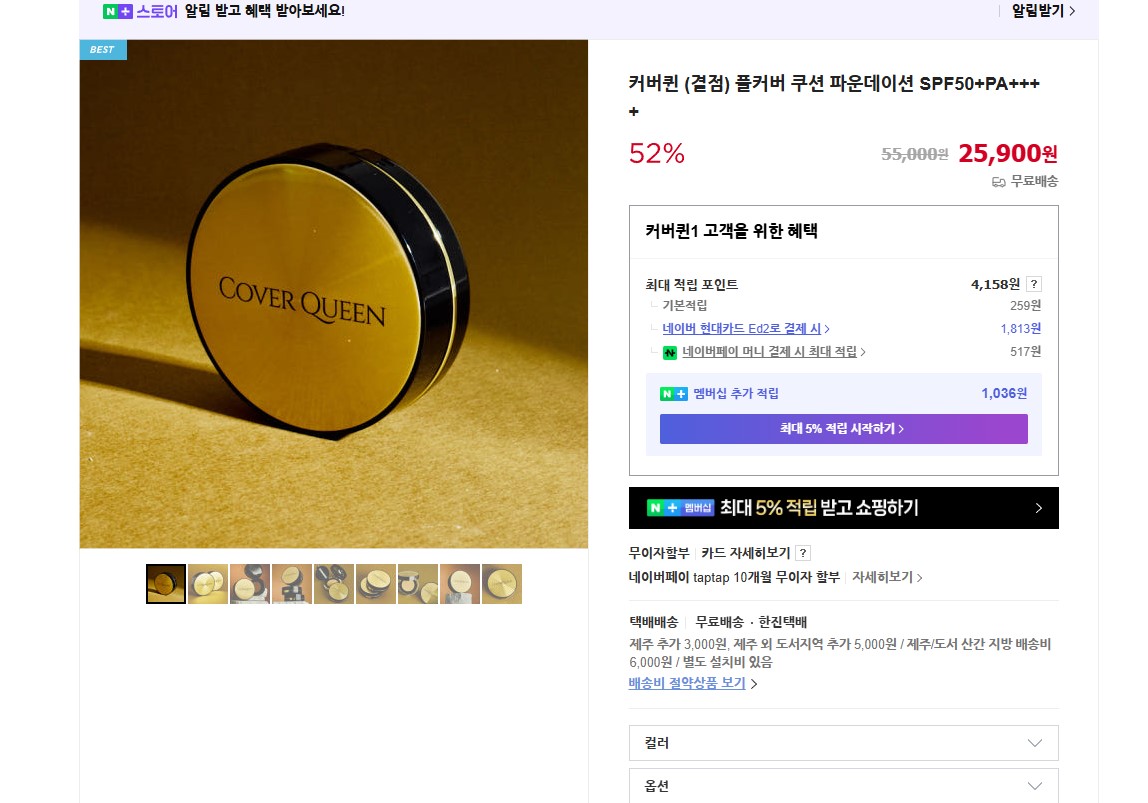 N+ 스토어 알림 받고 혜택 받아보세요!
알림받기
BEST
COVER QUEEN
커버퀸 (결점) 풀커버 쿠션 파운데이션 SPF50+PA+++
+
52% 55,000원 25,900원
무료배송
커버퀸1 고객을 위한 혜택
최대 적립 포인트 4,158원 ?
기본적립 259원
네이버 현대카드 Ed2로 결제 시 1,813원
네이버페이 머니 결제 시 최대 적립 517원
N+ 멤버십 추가 적립 1,036원
최대 5% 적립 시작하기
N+ 멤버십 최대 5% 적립 받고 쇼핑하기
무이자할부 카드 자세히보기 ?
네이버페이 taptap 10개월 무이자 할부 자세히보기
택배배송 무료배송 · 한진택배
제주 추가 3,000원, 제주 외 도서지역 추가 5,000원 / 제주/도서 산간 지방 배송비
6,000원 / 별도 설치비 있음
배송비 절약상품 보기
컬러
옵션